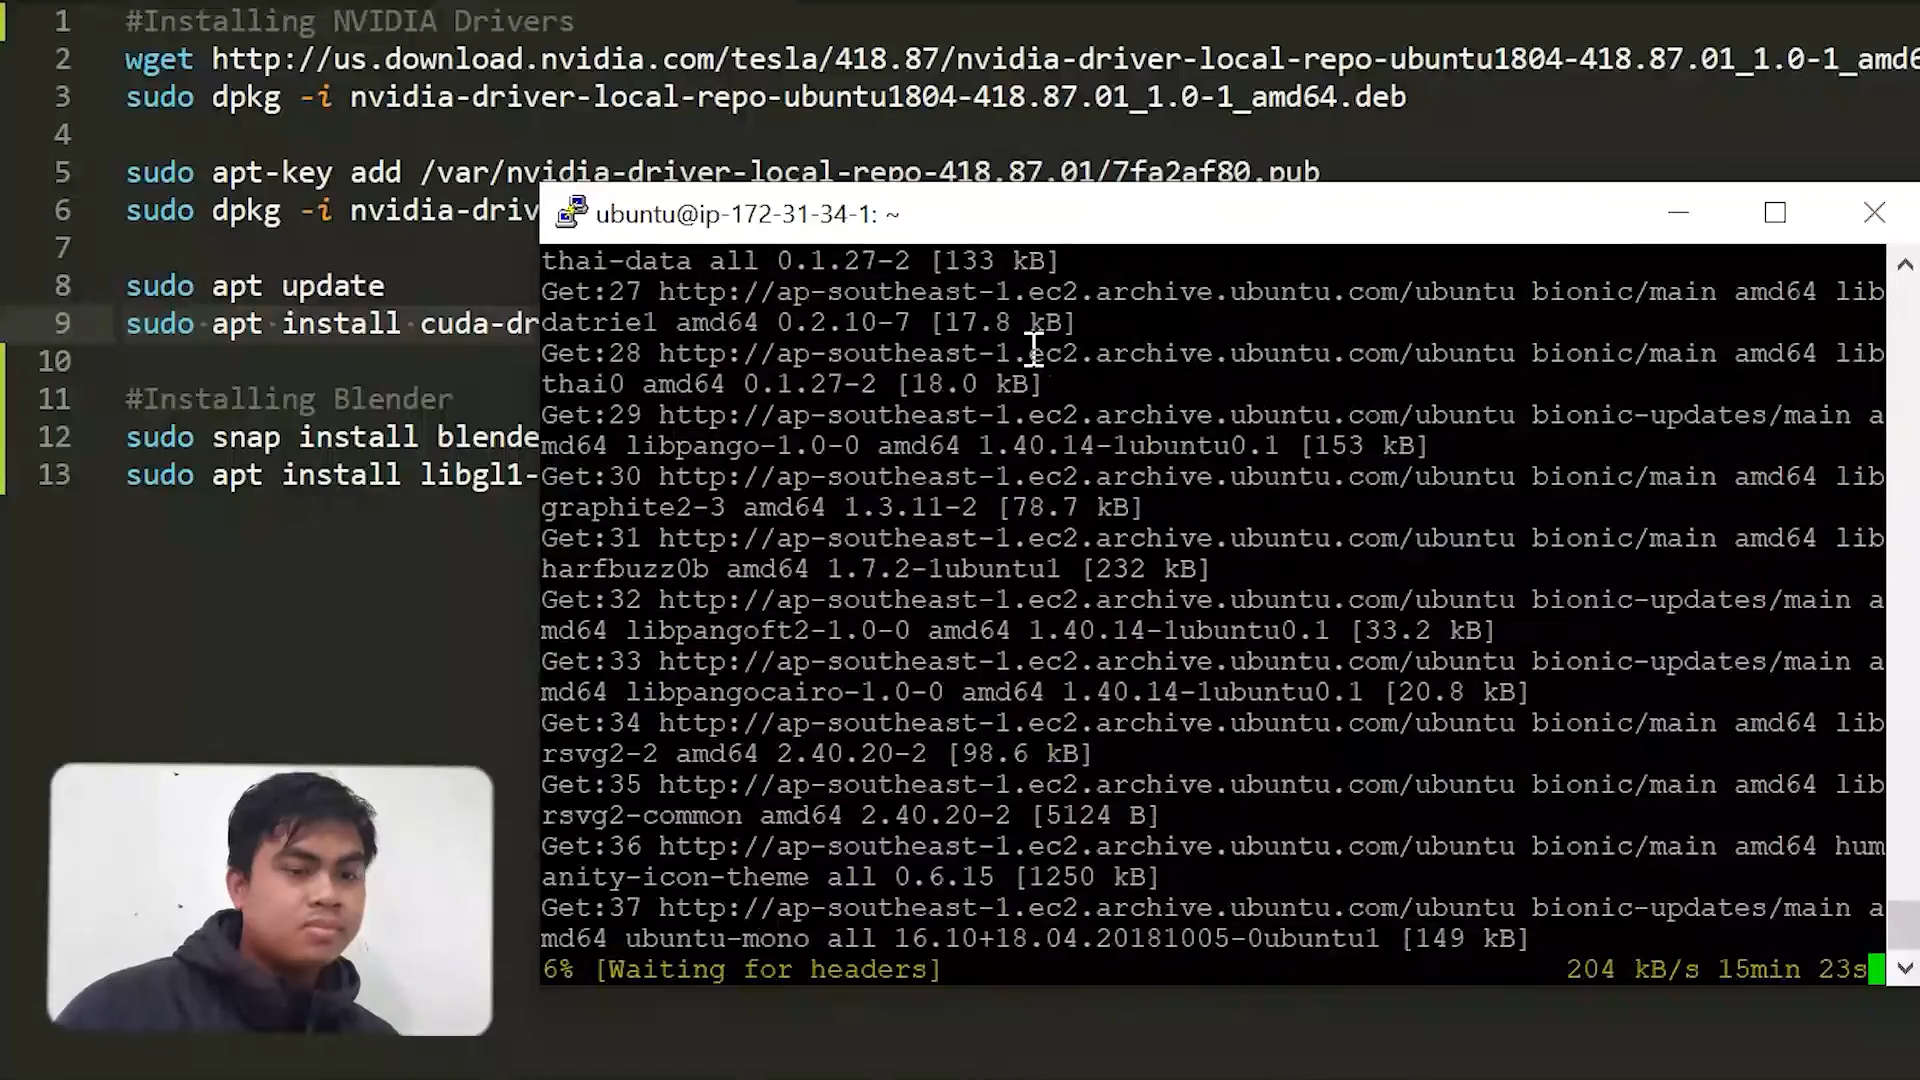 1 #Installing NVIDIA Drivers
2 wget http://us.download.nvidia.com/tesla/418.87/nvidia-driver-local-repo-ubuntu1804-418.87.01_1.0-1_amd6
3 sudo dpkg -i nvidia-driver-local-repo-ubuntu1804-418.87.01_1.0-1_amd64.deb
4
5 sudo apt-key add /var/nvidia-driver-local-repo-418.87.01/7fa2af80.pub
6 sudo dpkg -i nvidia-driv
7
8 sudo apt update
9 sudo apt install cuda-dr
10
11 #Installing Blender
12 sudo snap install blende
13 sudo apt install libgl1-
ubuntu@ip-172-31-34-1: ~
thai-data all 0.1.27-2 [133 kB]
Get:27 http://ap-southeast-1.ec2.archive.ubuntu.com/ubuntu bionic/main amd64 lib
datrie1 amd64 0.2.10-7 [17.8 kB]
Get:28 http://ap-southeast-1.ec2.archive.ubuntu.com/ubuntu bionic/main amd64 lib
thai0 amd64 0.1.27-2 [18.0 kB]
Get:29 http://ap-southeast-1.ec2.archive.ubuntu.com/ubuntu bionic-updates/main a
md64 libpango-1.0-0 amd64 1.40.14-1ubuntu0.1 [153 kB]
Get:30 http://ap-southeast-1.ec2.archive.ubuntu.com/ubuntu bionic/main amd64 lib
graphite2-3 amd64 1.3.11-2 [78.7 kB]
Get:31 http://ap-southeast-1.ec2.archive.ubuntu.com/ubuntu bionic/main amd64 lib
harfbuzz0b amd64 1.7.2-1ubuntu1 [232 kB]
Get:32 http://ap-southeast-1.ec2.archive.ubuntu.com/ubuntu bionic-updates/main a
md64 libpangoft2-1.0-0 amd64 1.40.14-1ubuntu0.1 [33.2 kB]
Get:33 http://ap-southeast-1.ec2.archive.ubuntu.com/ubuntu bionic-updates/main a
md64 libpangocairo-1.0-0 amd64 1.40.14-1ubuntu0.1 [20.8 kB]
Get:34 http://ap-southeast-1.ec2.archive.ubuntu.com/ubuntu bionic/main amd64 lib
rsvg2-2 amd64 2.40.20-2 [98.6 kB]
Get:35 http://ap-southeast-1.ec2.archive.ubuntu.com/ubuntu bionic/main amd64 lib
rsvg2-common amd64 2.40.20-2 [5124 B]
Get:36 http://ap-southeast-1.ec2.archive.ubuntu.com/ubuntu bionic/main amd64 hum
anity-icon-theme all 0.6.15 [1250 kB]
Get:37 http://ap-southeast-1.ec2.archive.ubuntu.com/ubuntu bionic-updates/main a
md64 ubuntu-mono all 16.10+18.04.20181005-0ubuntu1 [149 kB]
6% [Waiting for headers] 204 kB/s 15min 23s